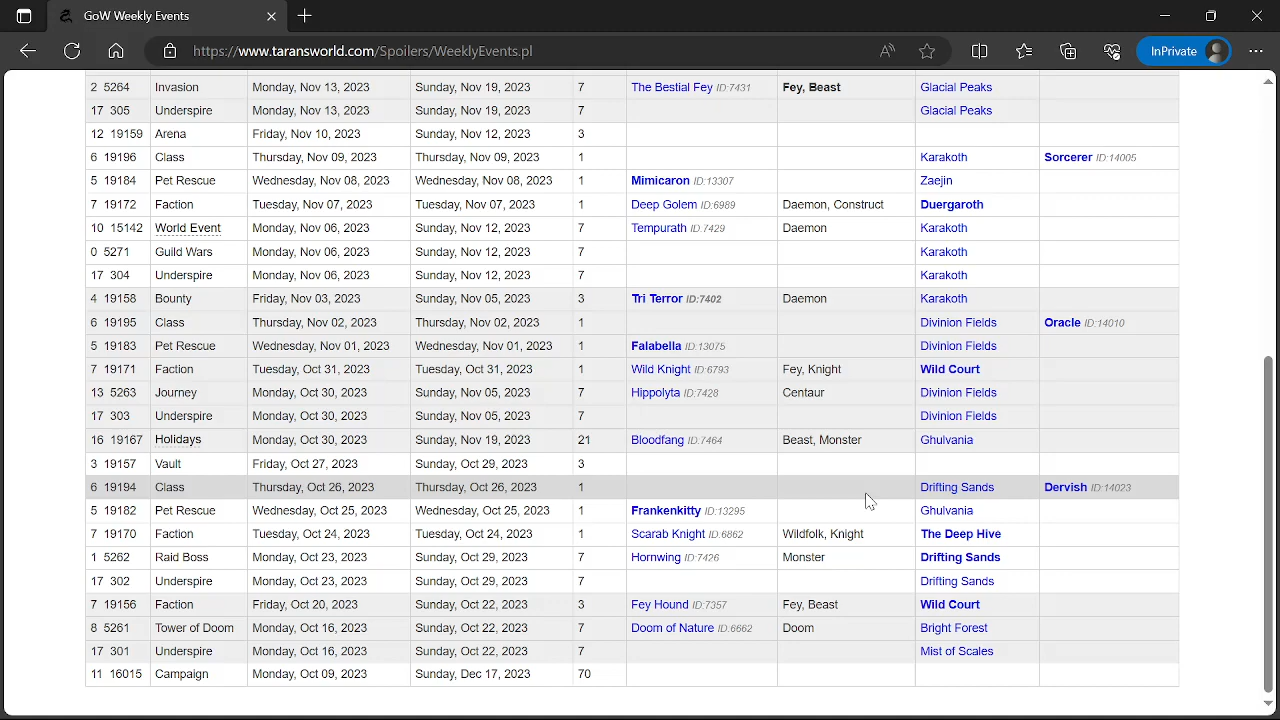 GoW Weekly Events
https://www.taransworld.com/Spoilers/WeeklyEvents.pl
InPrivate
2 5264 Invasion Monday, Nov 13, 2023 Sunday, Nov 19, 2023 7 The Bestial Fey ID:7431 Fey, Beast Glacial Peaks
17 305 Underspire Monday, Nov 13, 2023 Sunday, Nov 19, 2023 7 Glacial Peaks
12 19159 Arena Friday, Nov 10, 2023 Sunday, Nov 12, 2023 3
6 19196 Class Thursday, Nov 09, 2023 Thursday, Nov 09, 2023 1 Karakoth Sorcerer ID:14005
5 19184 Pet Rescue Wednesday, Nov 08, 2023 Wednesday, Nov 08, 2023 1 Mimicaron ID:13307 Zaejin
7 19172 Faction Tuesday, Nov 07, 2023 Tuesday, Nov 07, 2023 1 Deep Golem ID:6989 Daemon, Construct Duergaroth
10 15142 World Event Monday, Nov 06, 2023 Sunday, Nov 12, 2023 7 Tempurath ID:7429 Daemon Karakoth
0 5271 Guild Wars Monday, Nov 06, 2023 Sunday, Nov 12, 2023 7 Karakoth
17 304 Underspire Monday, Nov 06, 2023 Sunday, Nov 12, 2023 7 Karakoth
4 19158 Bounty Friday, Nov 03, 2023 Sunday, Nov 05, 2023 3 Tri Terror ID:7402 Daemon Karakoth
6 19195 Class Thursday, Nov 02, 2023 Thursday, Nov 02, 2023 1 Divinion Fields Oracle ID:14010
5 19183 Pet Rescue Wednesday, Nov 01, 2023 Wednesday, Nov 01, 2023 1 Falabella ID:13075 Divinion Fields
7 19171 Faction Tuesday, Oct 31, 2023 Tuesday, Oct 31, 2023 1 Wild Knight ID:6793 Fey, Knight Wild Court
13 5263 Journey Monday, Oct 30, 2023 Sunday, Nov 05, 2023 7 Hippolyta ID:7428 Centaur Divinion Fields
17 303 Underspire Monday, Oct 30, 2023 Sunday, Nov 05, 2023 7 Divinion Fields
16 19167 Holidays Monday, Oct 30, 2023 Sunday, Nov 19, 2023 21 Bloodfang ID:7464 Beast, Monster Ghulvania
3 19157 Vault Friday, Oct 27, 2023 Sunday, Oct 29, 2023 3
6 19194 Class Thursday, Oct 26, 2023 Thursday, Oct 26, 2023 1 Drifting Sands Dervish ID:14023
5 19182 Pet Rescue Wednesday, Oct 25, 2023 Wednesday, Oct 25, 2023 1 Frankenkitty ID:13295 Ghulvania
7 19170 Faction Tuesday, Oct 24, 2023 Tuesday, Oct 24, 2023 1 Scarab Knight ID:6862 Wildfolk, Knight The Deep Hive
1 5262 Raid Boss Monday, Oct 23, 2023 Sunday, Oct 29, 2023 7 Hornwing ID:7426 Monster Drifting Sands
17 302 Underspire Monday, Oct 23, 2023 Sunday, Oct 29, 2023 7 Drifting Sands
7 19156 Faction Friday, Oct 20, 2023 Sunday, Oct 22, 2023 3 Fey Hound ID:7357 Fey, Beast Wild Court
8 5261 Tower of Doom Monday, Oct 16, 2023 Sunday, Oct 22, 2023 7 Doom of Nature ID:6662 Doom Bright Forest
17 301 Underspire Monday, Oct 16, 2023 Sunday, Oct 22, 2023 7 Mist of Scales
11 16015 Campaign Monday, Oct 09, 2023 Sunday, Dec 17, 2023 70